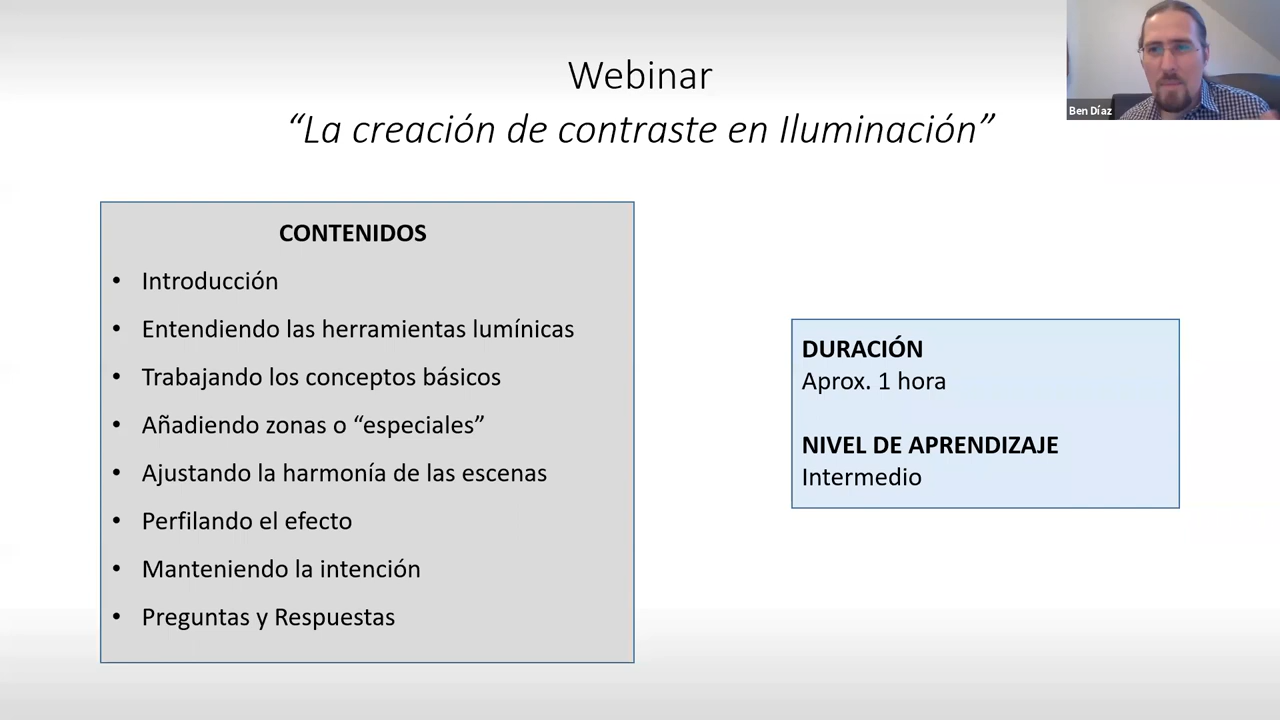 Webinar
“La creación de contraste en Iluminación”
Ben Díaz
CONTENIDOS
• Introducción
• Entendiendo las herramientas lumínicas
• Trabajando los conceptos básicos
• Añadiendo zonas o “especiales”
• Ajustando la harmonía de las escenas
• Perfilando el efecto
• Manteniendo la intención
• Preguntas y Respuestas
DURACIÓN
Aprox. 1 hora
NIVEL DE APRENDIZAJE
Intermedio